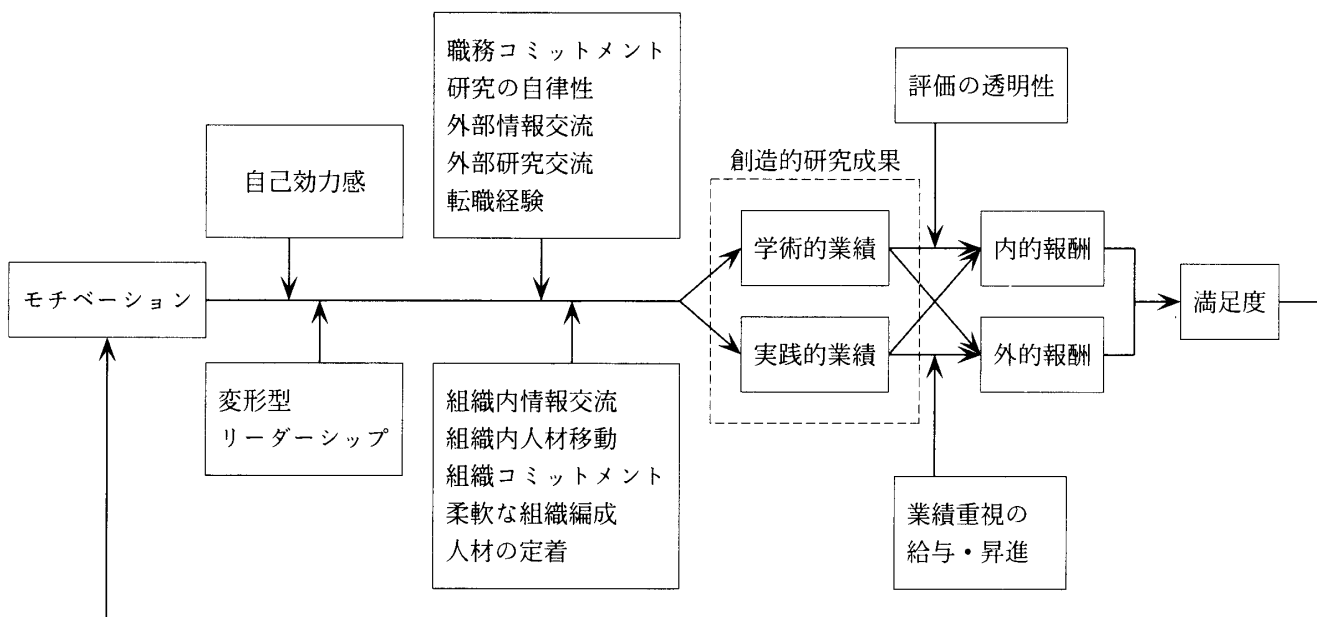 職務コミットメント
研究の自律性
外部情報交流
外部研究交流
転職経験
評価の透明性
自己効力感
創造的研究成果
モチベーション
学術的業績
内的報酬
満足度
実践的業績
外的報酬
変形型
リーダーシップ
組織内情報交流
組織内人材移動
組織コミットメント
柔軟な組織編成
人材の定着
業績重視の
給与・昇進